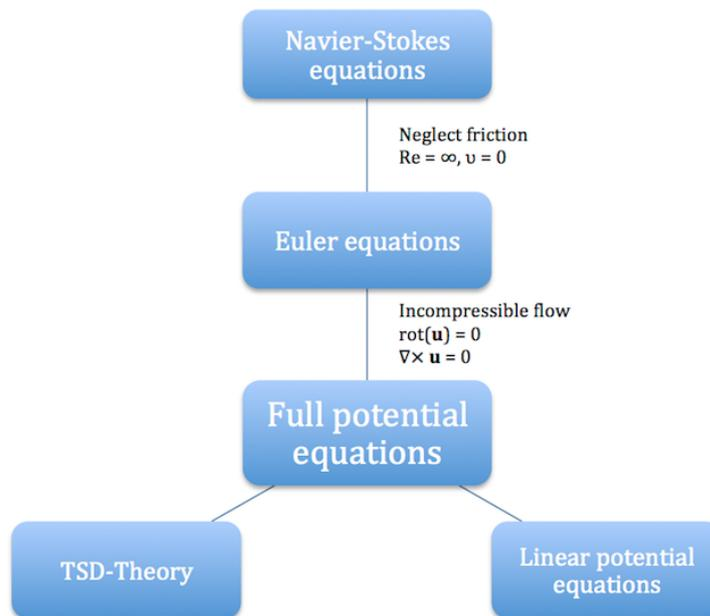 Navier-Stokes
equations
Neglect friction
Re = ∞, υ = 0
Euler equations
Incompressible flow
rot(u) = 0
∇× u = 0
Full potential
equations
TSD-Theory
Linear potential
equations